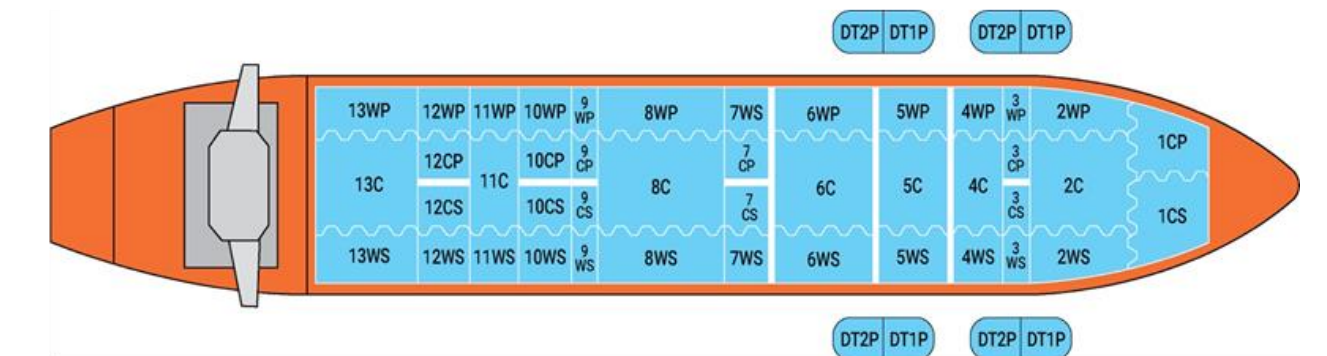 DT2P DT1P DT2P DT1P
13WP 12WP 11WP 10WP 9 WP 8WP 7WS 6WP 5WP 4WP 3 WP 2WP
1CP
12CP 10CP 9 CP 7 CP 3 CP
13C 11C 8C 6C 5C 4C 2C
12CS 10CS 9 CS 7 CS 3 CS 1CS
13WS 12WS 11WS 10WS 9 WS 8WS 7WS 6WS 5WS 4WS 3 WS 2WS
DT2P DT1P DT2P DT1P